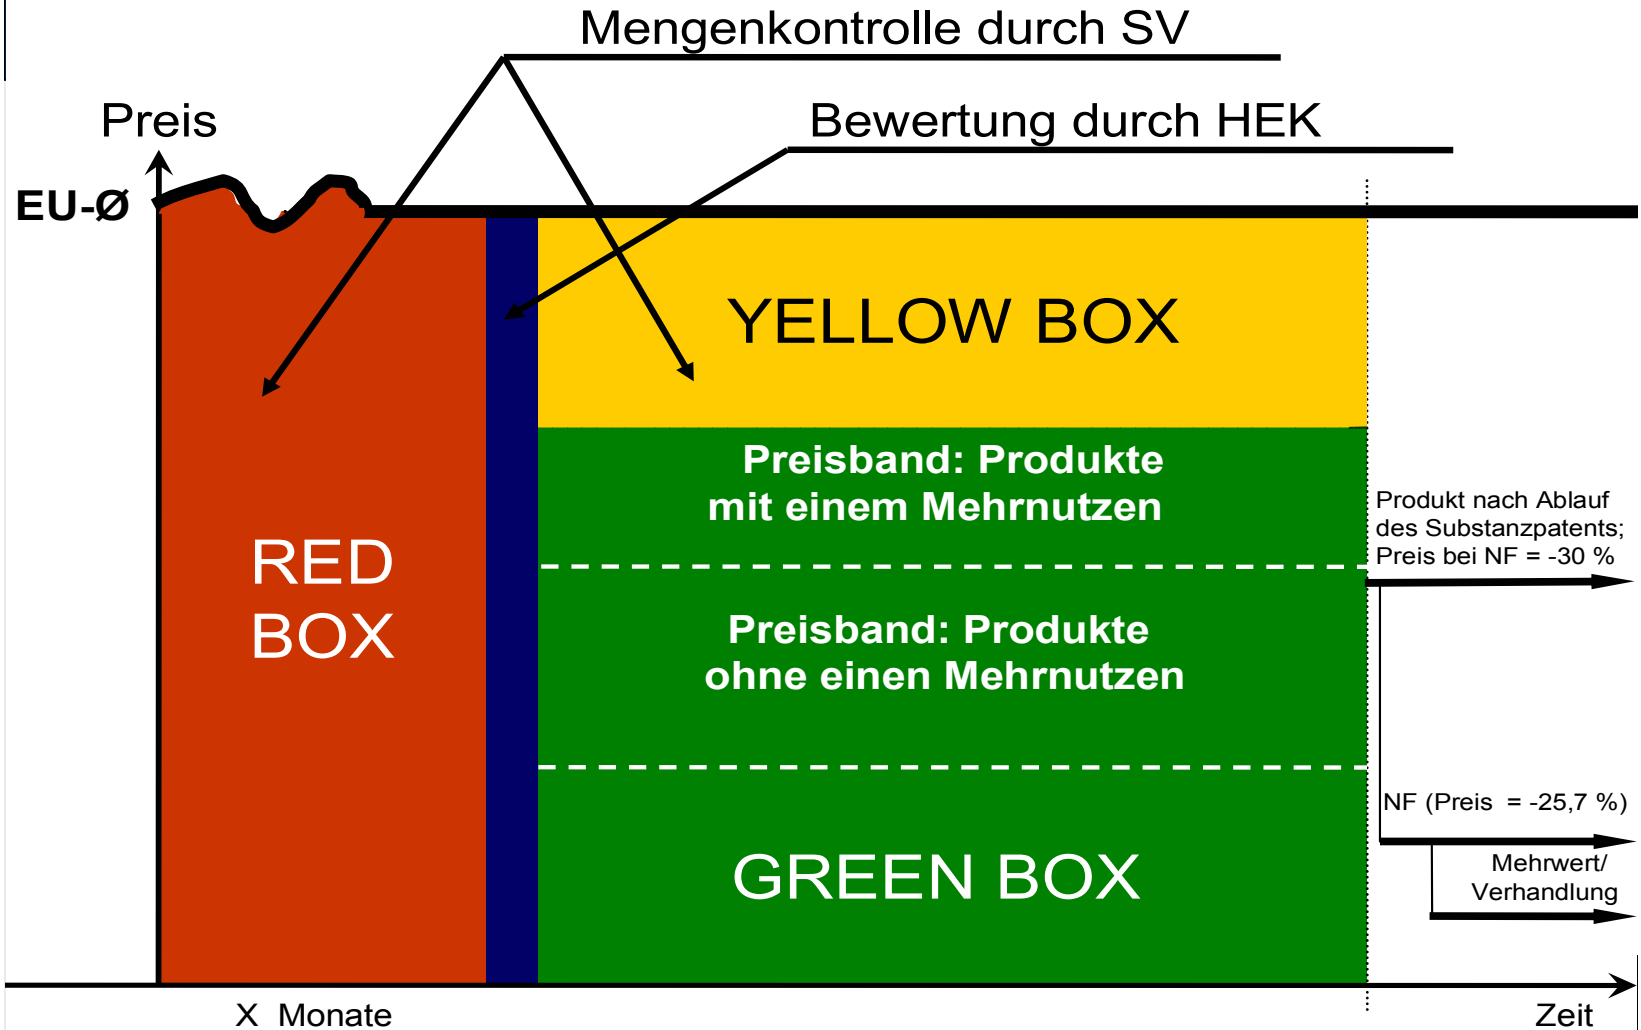 Mengenkontrolle durch SV
Bewertung durch HEK
Preis
EU-Ø
YELLOW BOX
Preisband: Produkte
mit einem Mehrnutzen
RED
BOX
Preisband: Produkte
ohne einen Mehrnutzen
GREEN BOX
Produkt nach Ablauf
des Substanzpatents;
Preis bei NF = -30 %
NF (Preis = -25,7 %)
Mehrwert/
Verhandlung
X Monate
Zeit